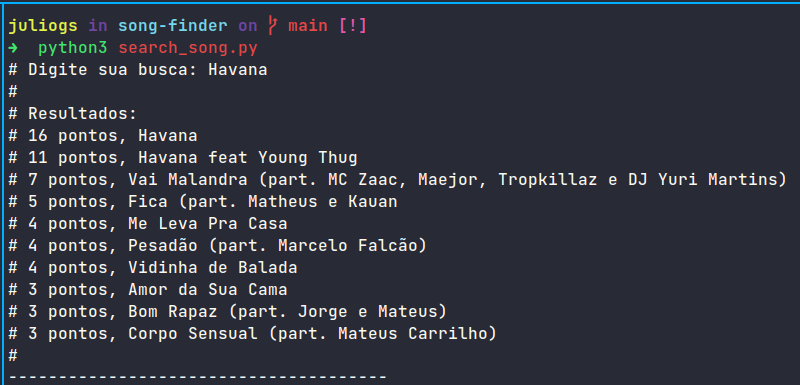 juliogs in song-finder on main [!]
➜ python3 search_song.py
# Digite sua busca: Havana
#
# Resultados:
# 16 pontos, Havana
# 11 pontos, Havana feat Young Thug
# 7 pontos, Vai Malandra (part. MC Zaac, Maejor, Tropkillaz e DJ Yuri Martins)
# 5 pontos, Fica (part. Matheus e Kauan
# 4 pontos, Me Leva Pra Casa
# 4 pontos, Pesadão (part. Marcelo Falcão)
# 4 pontos, Vidinha de Balada
# 3 pontos, Amor da Sua Cama
# 3 pontos, Bom Rapaz (part. Jorge e Mateus)
# 3 pontos, Corpo Sensual (part. Mateus Carrilho)
#
--------------------------------------